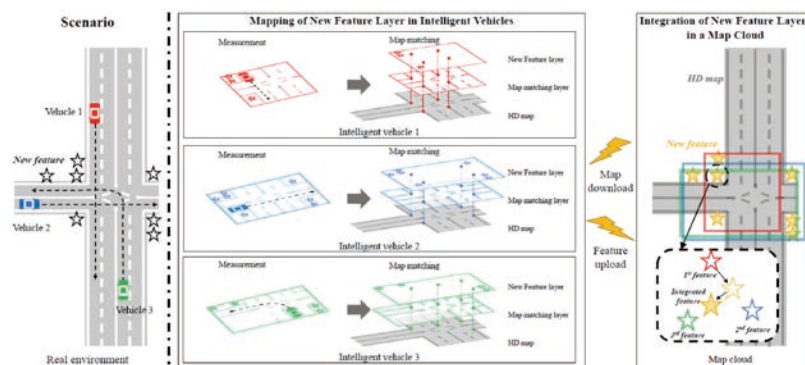 Scenario
Vehicle 1
New feature
Vehicle 2
Vehicle 3
Real environment
Mapping of New Feature Layer in Intelligent Vehicles
Measurement
Map matching
New Feature layer
Map matching layer
HD map
Intelligent vehicle 1
Measurement
Map matching
New Feature layer
Map matching layer
HD map
Intelligent vehicle 2
Measurement
Map matching
New Feature layer
Map matching layer
HD map
Intelligent vehicle 3
Map
download
Feature
upload
Integration of New Feature Layer
in a Map Cloud
HD map
New feature
1st feature
Integrated
feature
2nd feature
3rd feature
Map cloud